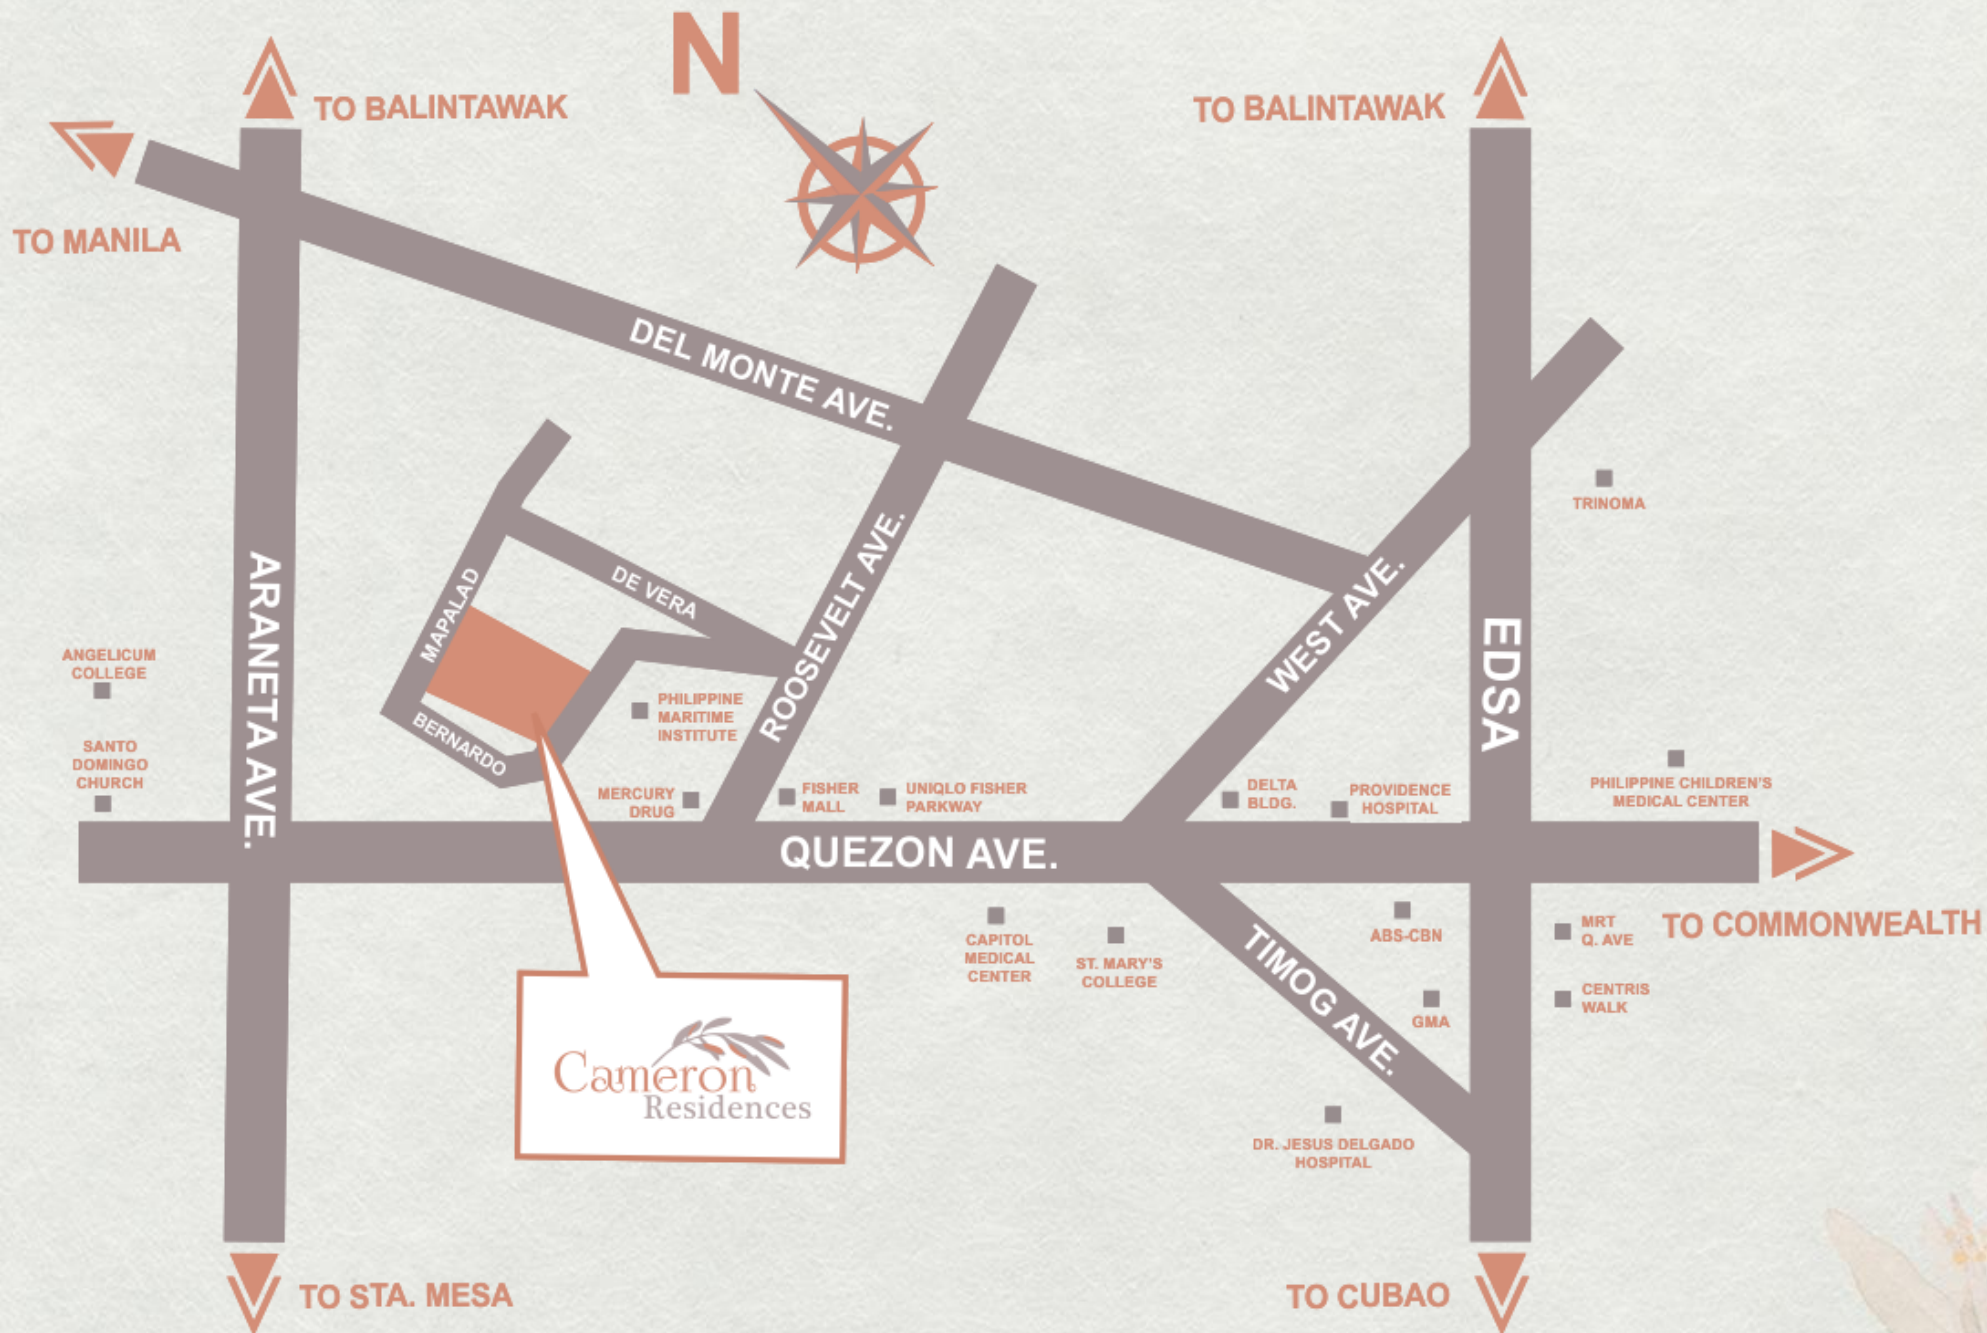 N
TO BALINTAWAK
TO BALINTAWAK
TO MANILA
DEL MONTE AVE.
TRINOMA
ARANETA AVE.
MAPALAD
DE VERA
ROOSEVELT AVE.
WEST AVE.
EDSA
ANGELICUM
COLLEGE
SANTO
DOMINGO
CHURCH
BERNARDO
PHILIPPINE
MARITIME
INSTITUTE
MERCURY
DRUG
FISHER
MALL
UNIQLO FISHER
PARKWAY
DELTA
BLDG.
PROVIDENCE
HOSPITAL
PHILIPPINE CHILDREN'S
MEDICAL CENTER
QUEZON AVE.
TO COMMONWEALTH
CAPITOL
MEDICAL
CENTER
ST. MARY'S
COLLEGE
TIMOG AVE.
ABS-CBN
MRT
Q. AVE
GMA
CENTRIS
WALK
Cameron
Residences
DR. JESUS DELGADO
HOSPITAL
TO STA. MESA
TO CUBAO